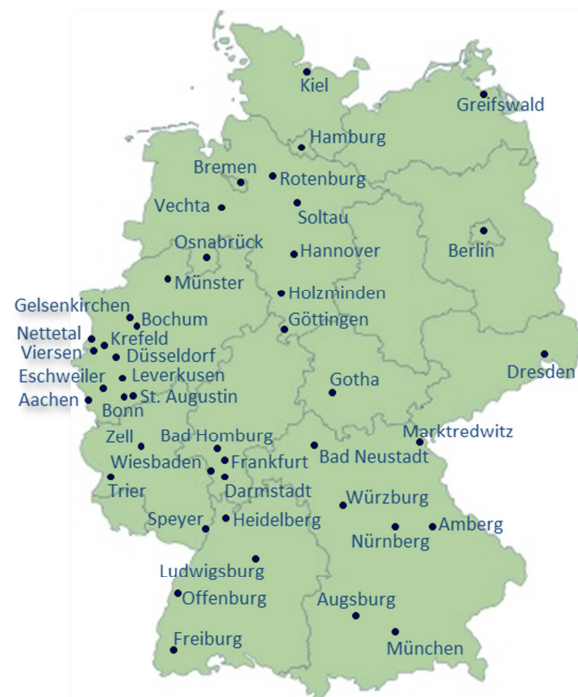 Kiel
Greifswald
Hamburg
Bremen
Rotenburg
Vechta
Soltau
Osnabrück
Hannover
Berlin
Münster
Holzminden
Gelsenkirchen
Bochum
Göttingen
Nettetal
Krefeld
Viersen
Düsseldorf
Dresden
Eschweiler
Leverkusen
Gotha
Aachen
St. Augustin
Bonn
Marktredwitz
Zell
Bad Homburg
Bad Neustadt
Wiesbaden
Frankfurt
Trier
Darmstadt
Würzburg
Speyer
Heidelberg
Amberg
Nürnberg
Ludwigsburg
Offenburg
Augsburg
Freiburg
München